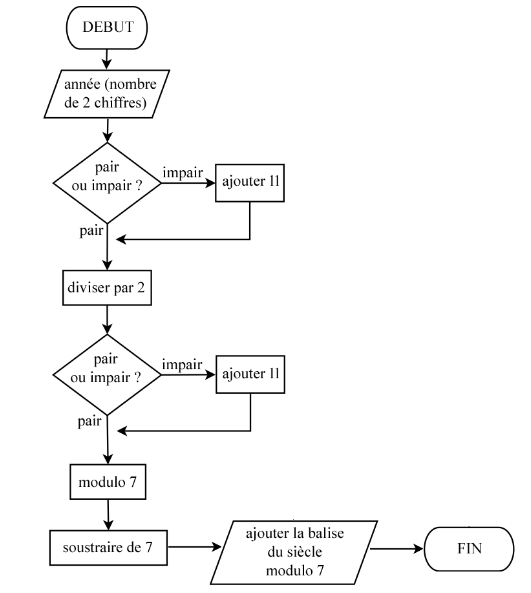 DEBUT
année (nombre
de 2 chiffres)
pair
ou impair ?
impair
ajouter 11
pair
diviser par 2
pair
ou impair ?
impair
ajouter 11
pair
modulo 7
soustraire de 7
ajouter la balise
du siècle
modulo 7
FIN